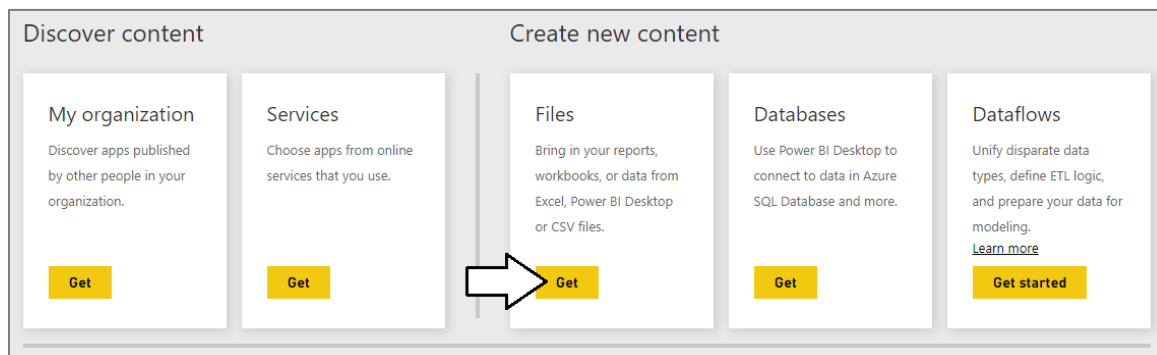 Discover content
Create new content
My organization
Discover apps published
by other people in your
organization.
Get
Services
Choose apps from online
services that you use.
Get
Files
Bring in your reports,
workbooks, or data from
Excel, Power BI Desktop
or CSV files.
Get
Databases
Use Power BI Desktop to
connect to data in Azure
SQL Database and more.
Get
Dataflows
Unify disparate data
types, define ETL logic,
and prepare your data for
modeling.
Learn more
Get started